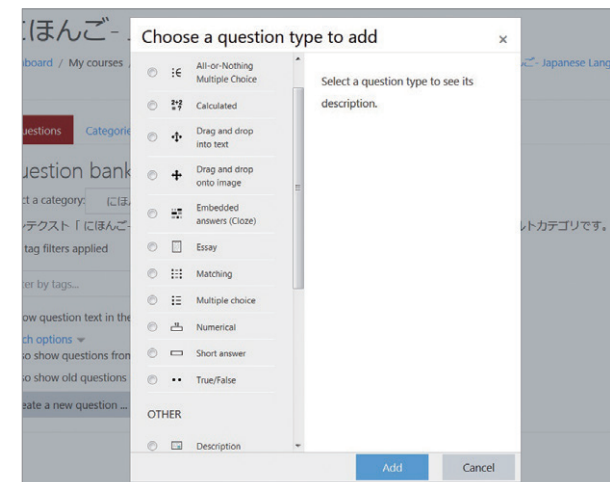 にほんご-
Choose a question type to add
×
board / My courses
ご- Japanese Lang
All-or-Nothing
Multiple Choice
Select a question type to see its
description.
Calculated
Drag and drop
into text
uestions Categorie
Drag and drop
onto image
uestion bank
ct a category: にほ
Embedded
answers (Cloze)
テクスト「にほんご-
ルトカテゴリです。
Essay
tag filters applied
Matching
er by tags...
Multiple choice
ow question text in the
Numerical
ch options
so show questions from
Short answer
so show old questions
True/False
eate a new question ...
OTHER
Description
Add Cancel